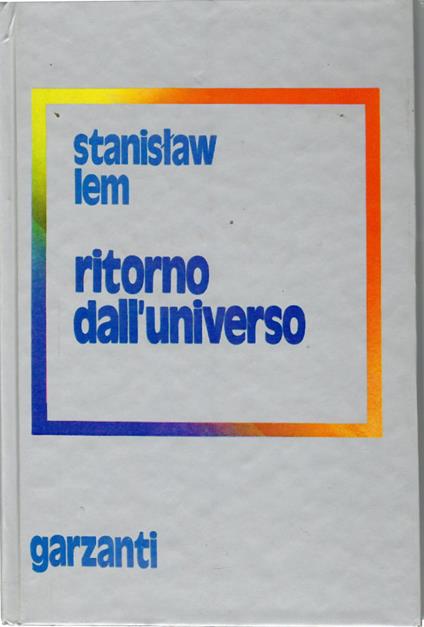 stanisław
lem
ritorno
dall'universo
garzanti